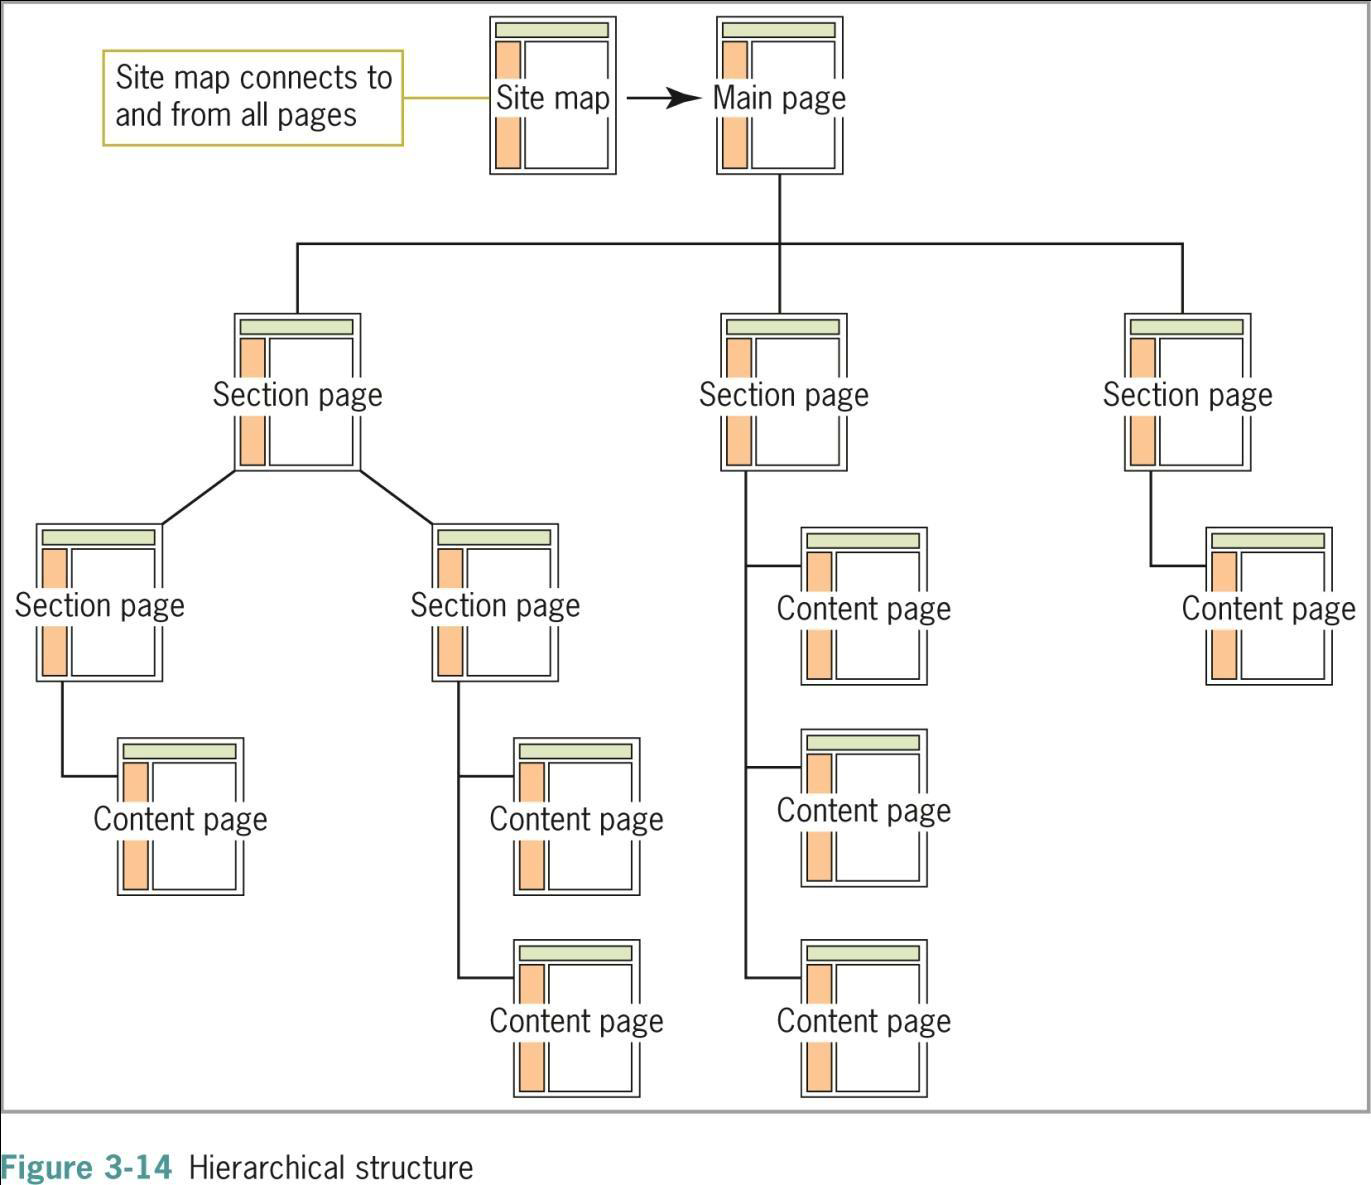 Site map connects to
and from all pages
Site map
Main page
Section page
Section page
Section page
Section page
Section page
Content page
Content page
Content page
Content page
Content page
Content page
Content page
Figure 3-14 Hierarchical structure